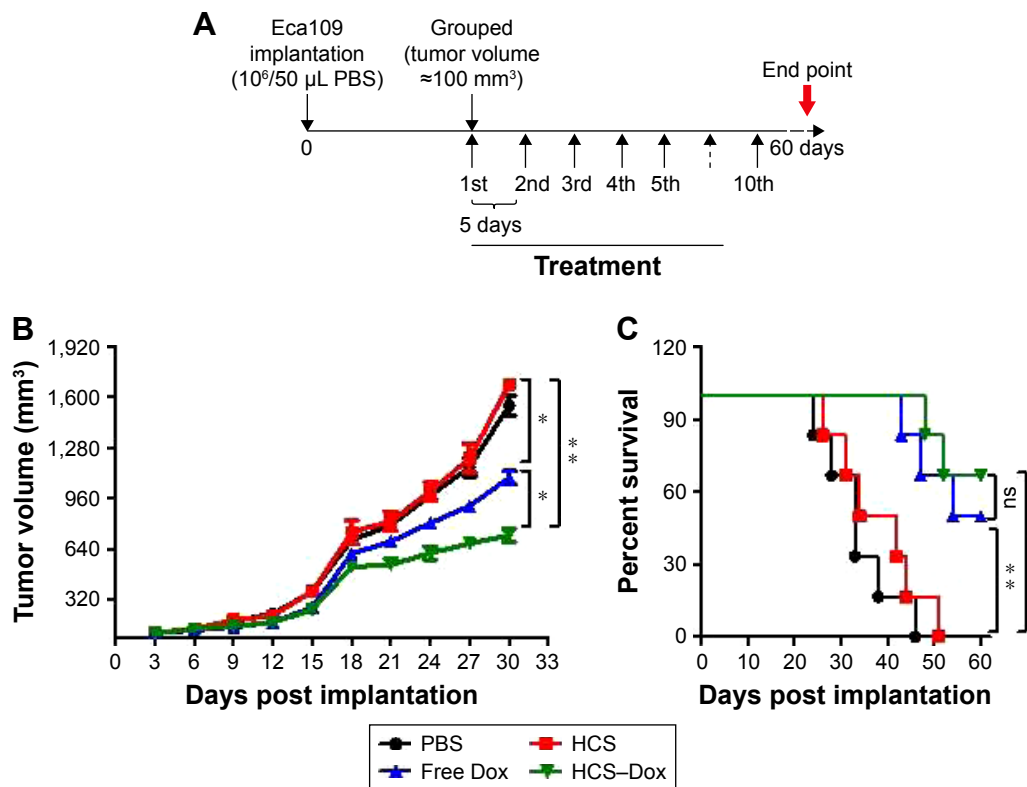 A
Eca109
implantation
(10⁶/50 µL PBS)
Grouped
(tumor volume
≈100 mm³)
End point
0
60 days
1st 2nd 3rd 4th 5th 10th
5 days
Treatment
B
Tumor volume (mm³)
1,920
1,600
1,280
960
640
320
0 3 6 9 12 15 18 21 24 27 30 33
Days post implantation
*
*
**
C
Percent survival
120
90
60
30
0
0 20 30 40 50 60
Days post implantation
ns
**
PBS HCS
Free Dox HCS–Dox